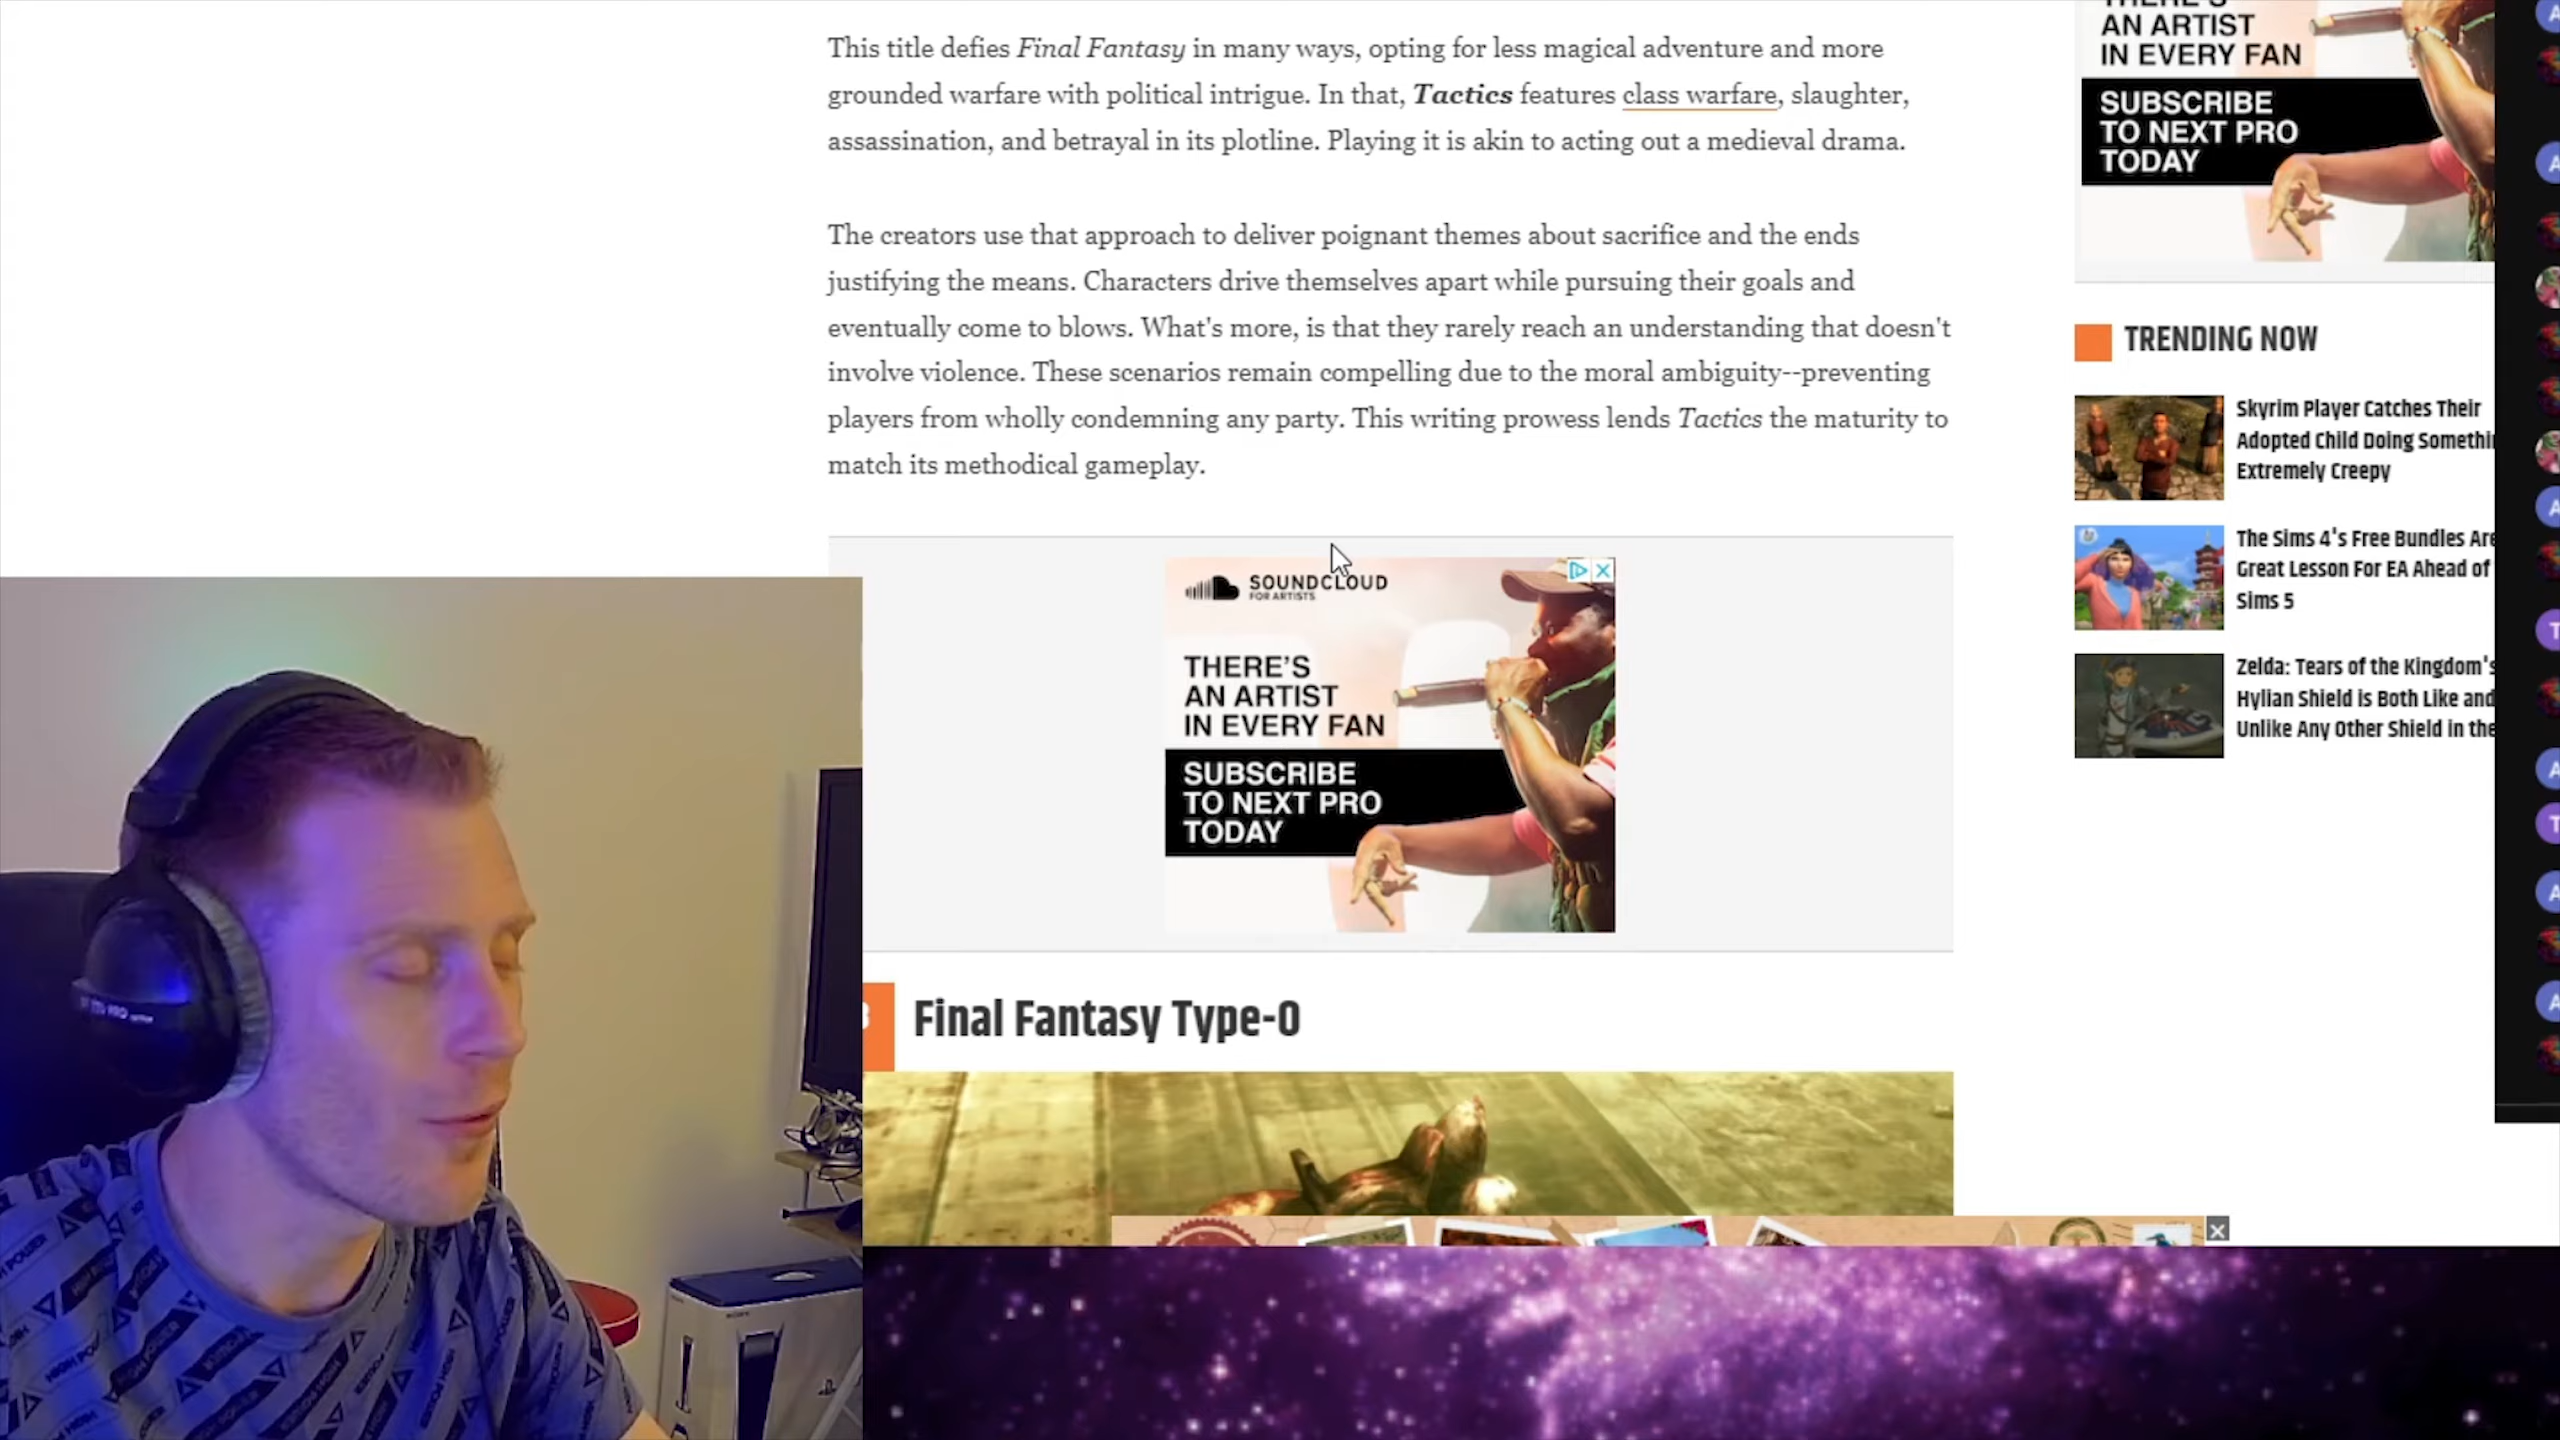 This title defies Final Fantasy in many ways, opting for less magical adventure and more
grounded warfare with political intrigue. In that, Tactics features class warfare, slaughter,
assassination, and betrayal in its plotline. Playing it is akin to acting out a medieval drama.
The creators use that approach to deliver poignant themes about sacrifice and the ends
justifying the means. Characters drive themselves apart while pursuing their goals and
eventually come to blows. What's more, is that they rarely reach an understanding that doesn't
involve violence. These scenarios remain compelling due to the moral ambiguity--preventing
players from wholly condemning any party. This writing prowess lends Tactics the maturity to
match its methodical gameplay.
SOUNDCLOUD
FOR ARTISTS
THERE'S
AN ARTIST
IN EVERY FAN
SUBSCRIBE
TO NEXT PRO
TODAY
Final Fantasy Type-0
THERE'S
AN ARTIST
IN EVERY FAN
SUBSCRIBE
TO NEXT PRO
TODAY
TRENDING NOW
Skyrim Player Catches Their
Adopted Child Doing Somethi
Extremely Creepy
The Sims 4's Free Bundles Are
Great Lesson For EA Ahead of
Sims 5
Zelda: Tears of the Kingdom's
Hylian Shield is Both Like and
Unlike Any Other Shield in the